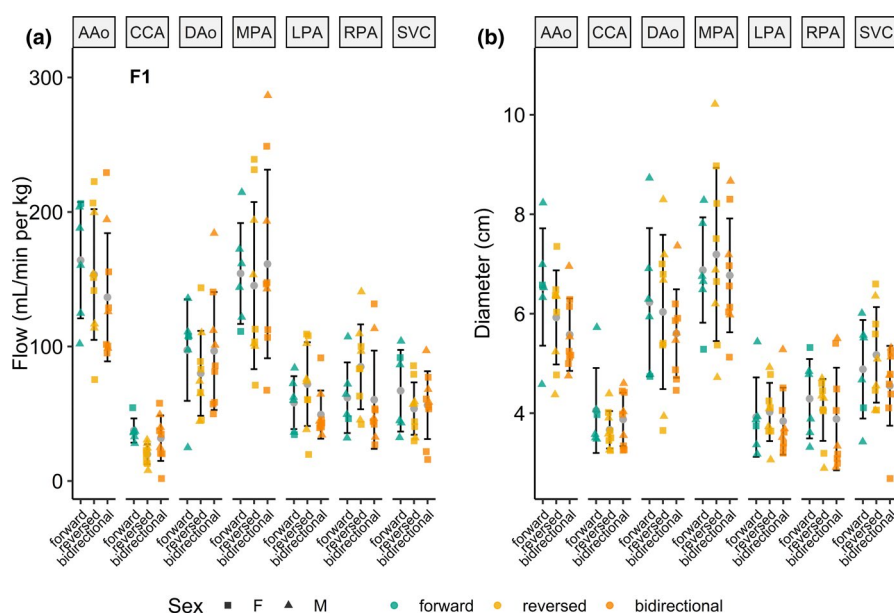 (a) AAo CCA DAo MPA LPA RPA SVC
(b) AAo CCA DAo MPA LPA RPA SVC
F1
Flow (mL/min per kg)
300
200
100
0
Diameter (cm)
10
8
6
4
forward reversed bidirectional
forward reversed bidirectional
forward reversed bidirectional
forward reversed bidirectional
forward reversed bidirectional
forward reversed bidirectional
forward reversed bidirectional
forward reversed bidirectional
forward reversed bidirectional
forward reversed bidirectional
forward reversed bidirectional
forward reversed bidirectional
forward reversed bidirectional
forward reversed bidirectional
Sex F M forward reversed bidirectional